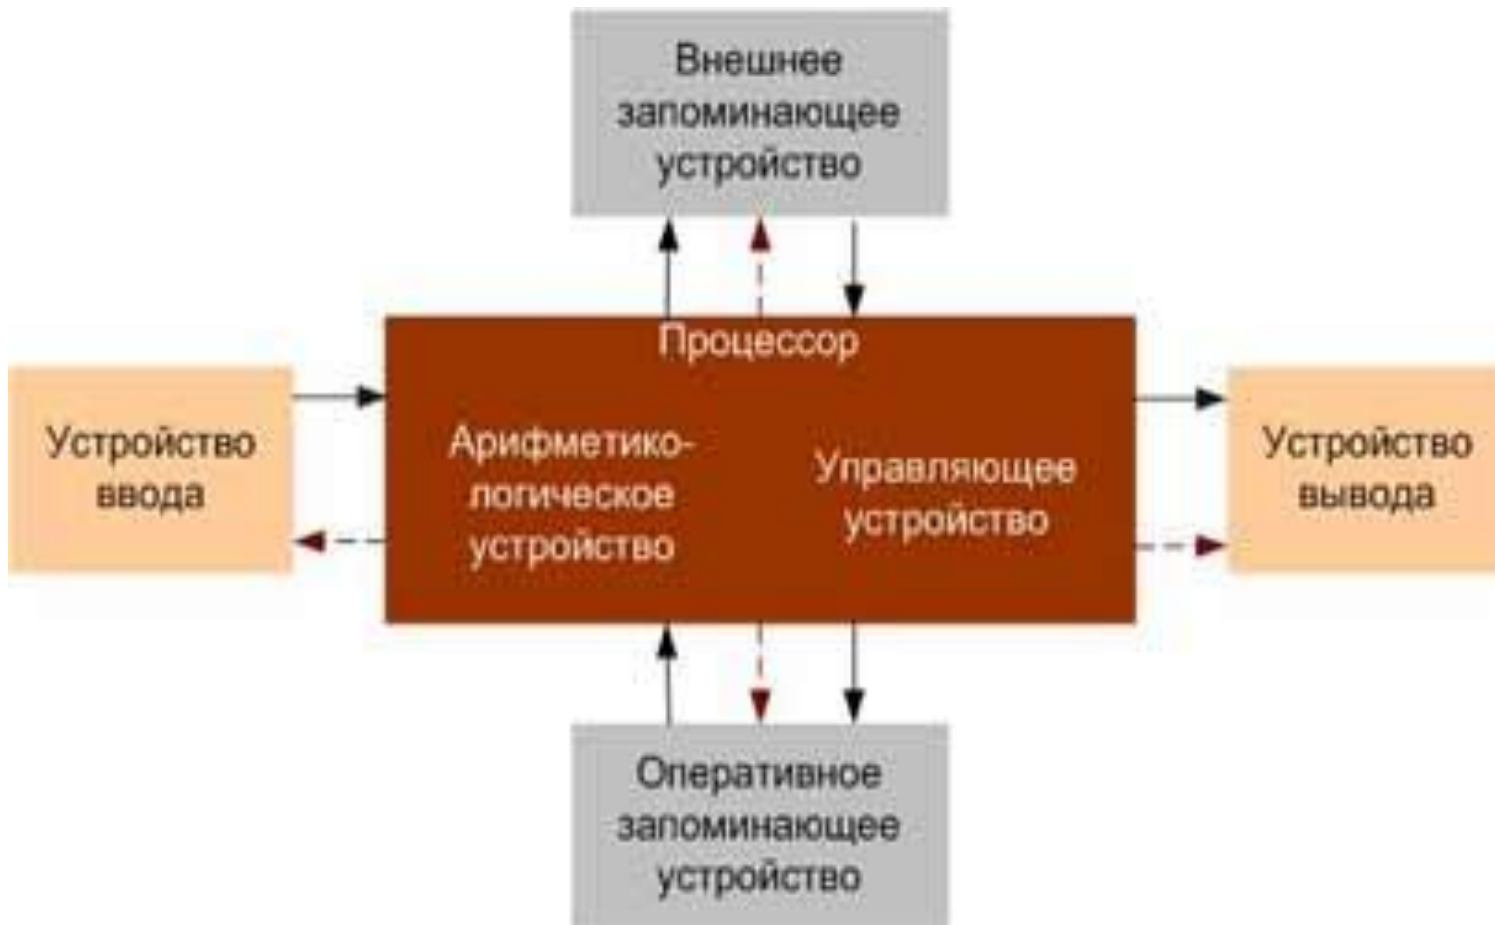 Внешнее
запоминающее
устройство
Процессор
Устройство
ввода
Арифметико-
логическое
устройство
Управляющее
устройство
Устройство
вывода
Оперативное
запоминающее
устройство